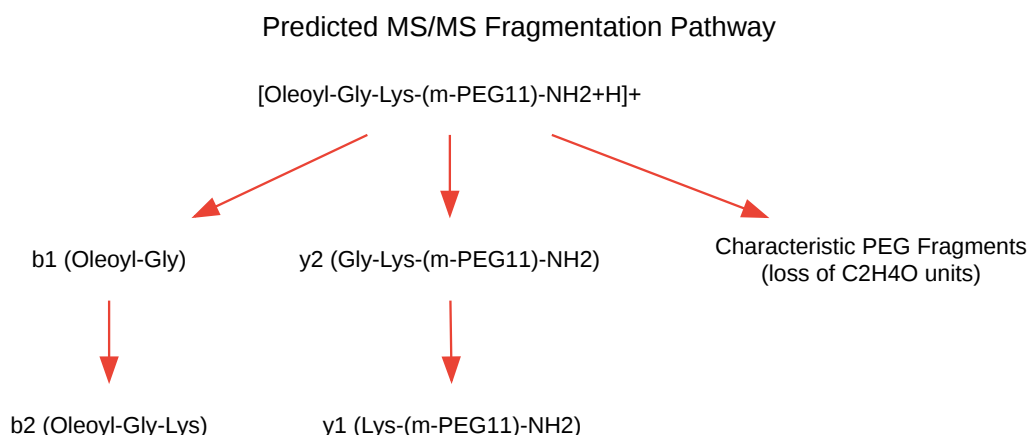 Predicted MS/MS Fragmentation Pathway
[Oleoyl-Gly-Lys-(m-PEG11)-NH2+H]+
b1 (Oleoyl-Gly)
y2 (Gly-Lys-(m-PEG11)-NH2)
Characteristic PEG Fragments
(loss of C2H4O units)
b2 (Oleoyl-Gly-Lys)
y1 (Lys-(m-PEG11)-NH2)